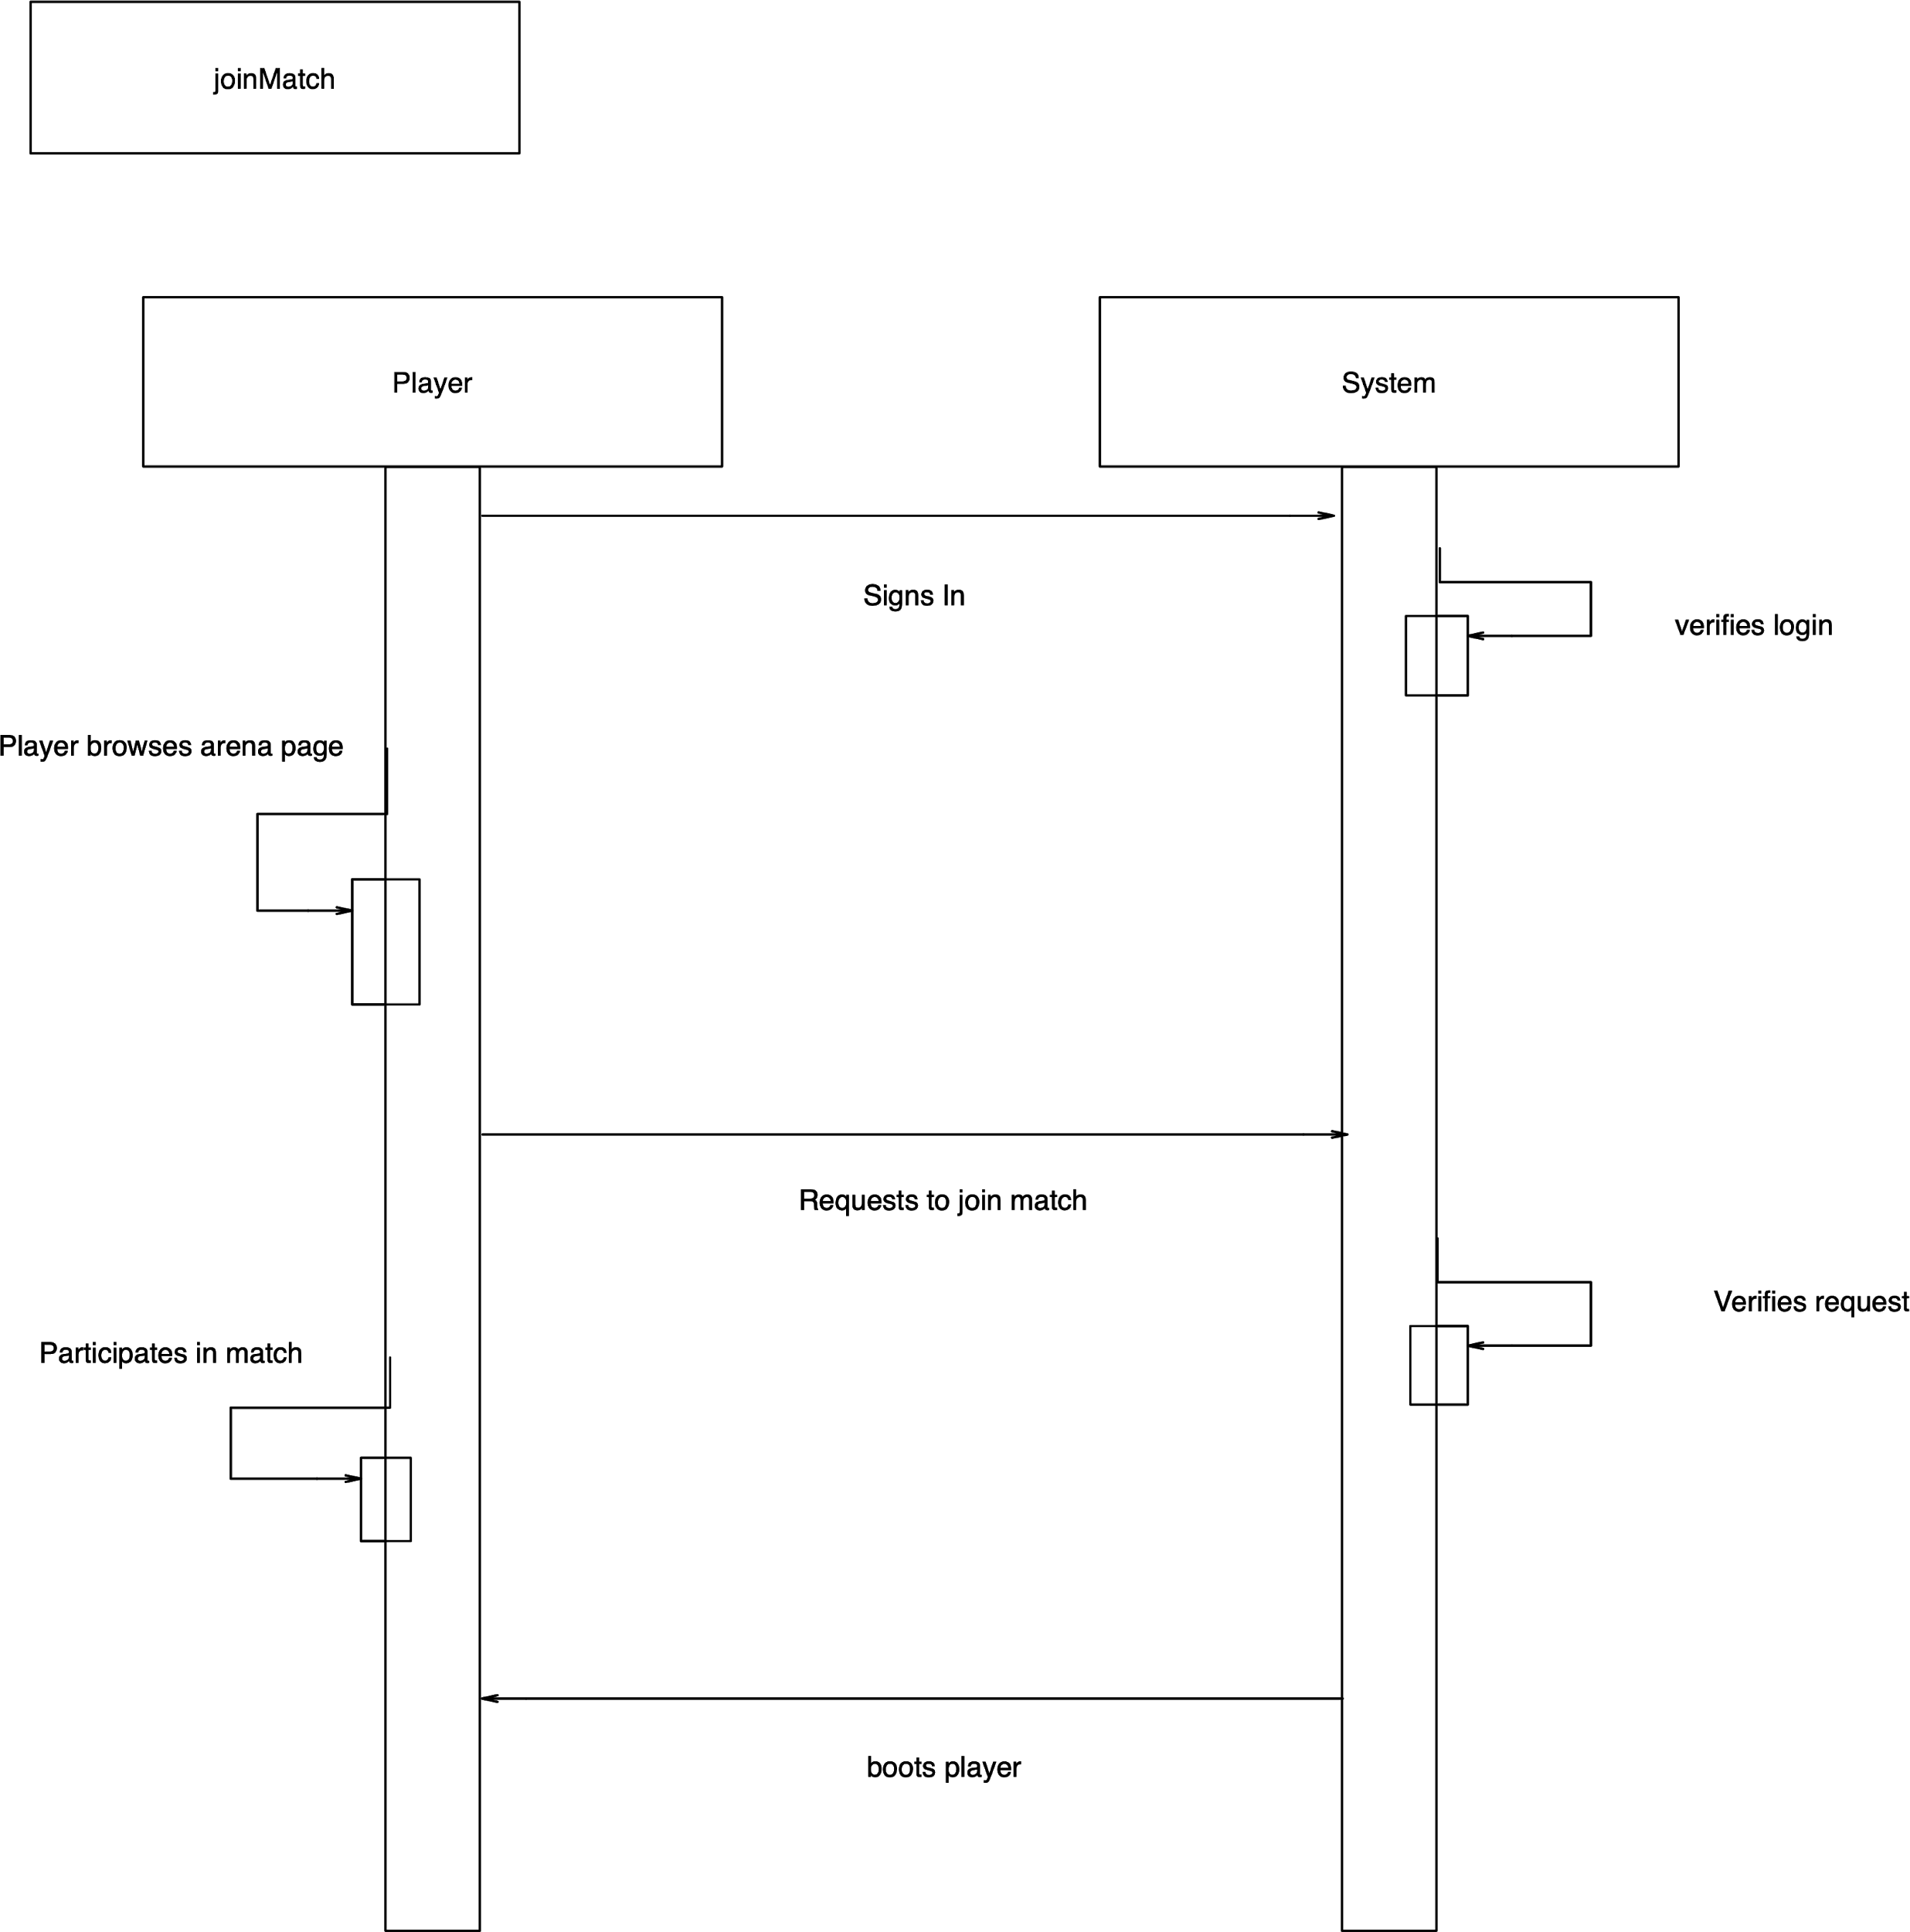 joinMatch
Player
System
Signs In
verifies login
Player browses arena page
Requests to join match
Verifies request
Participates in match
boots player